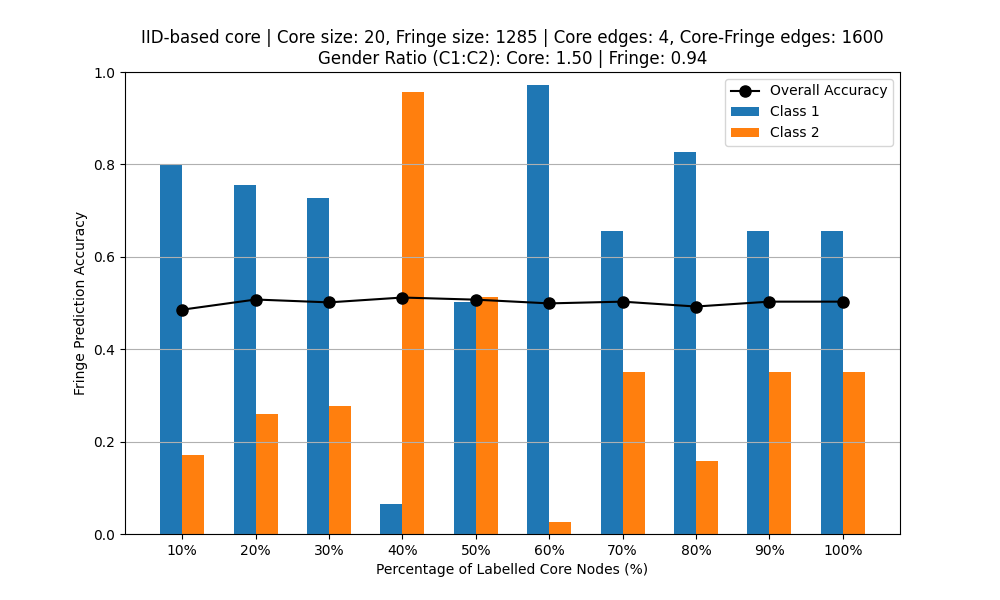 IID-based core | Core size: 20, Fringe size: 1285 | Core edges: 4, Core-Fringe edges: 1600
Gender Ratio (C1:C2): Core: 1.50 | Fringe: 0.94
Overall Accuracy
Class 1
Class 2
Fringe Prediction Accuracy
1.0
0.8
0.6
0.4
0.2
0.0
10% 20% 30% 40% 50% 60% 70% 80% 90% 100%
Percentage of Labelled Core Nodes (%)